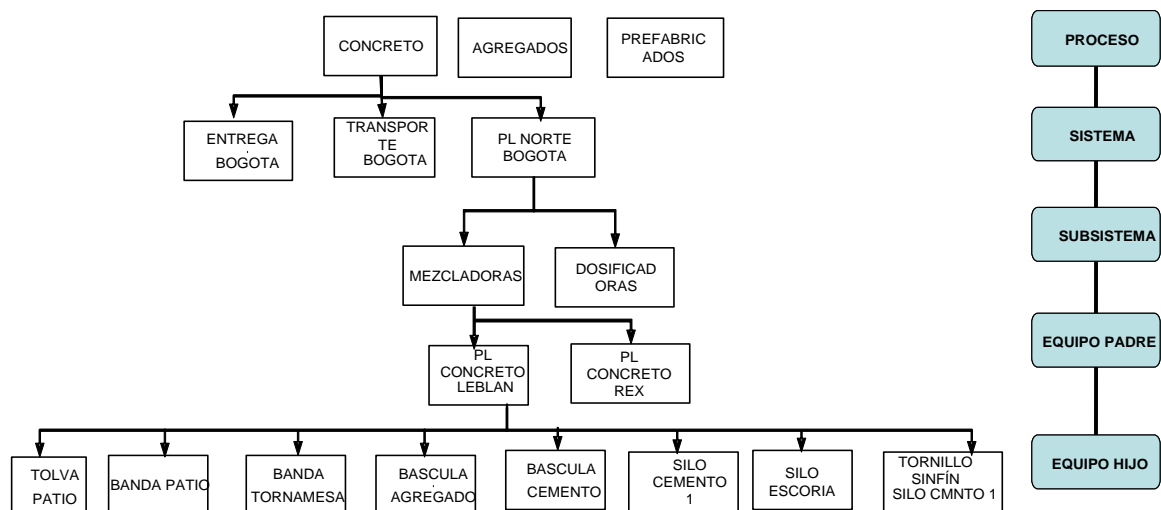 CONCRETO
AGREGADOS
PREFABRIC
ADOS
PROCESO
ENTREGA
BOGOTA
TRANSPOR
TE
BOGOTA
PL NORTE
BOGOTA
SISTEMA
SUBSISTEMA
MEZCLADORAS
DOSIFICAD
ORAS
EQUIPO PADRE
PL
CONCRETO
LEBLAN
PL
CONCRETO
REX
TOLVA
PATIO
BANDA PATIO
BANDA
TORNAMESA
BASCULA
AGREGADO
BASCULA
CEMENTO
SILO
CEMENTO
1
SILO
ESCORIA
TORNILLO
SINFÍN
SILO CMNTO 1
EQUIPO HIJO